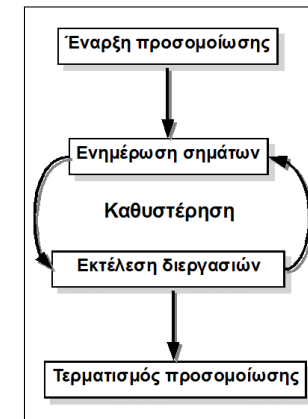 Έναρξη προσομοίωσης
Ενημέρωση σημάτων
Καθυστέρηση
Εκτέλεση διεργασιών
Τερματισμός προσομοίωσης